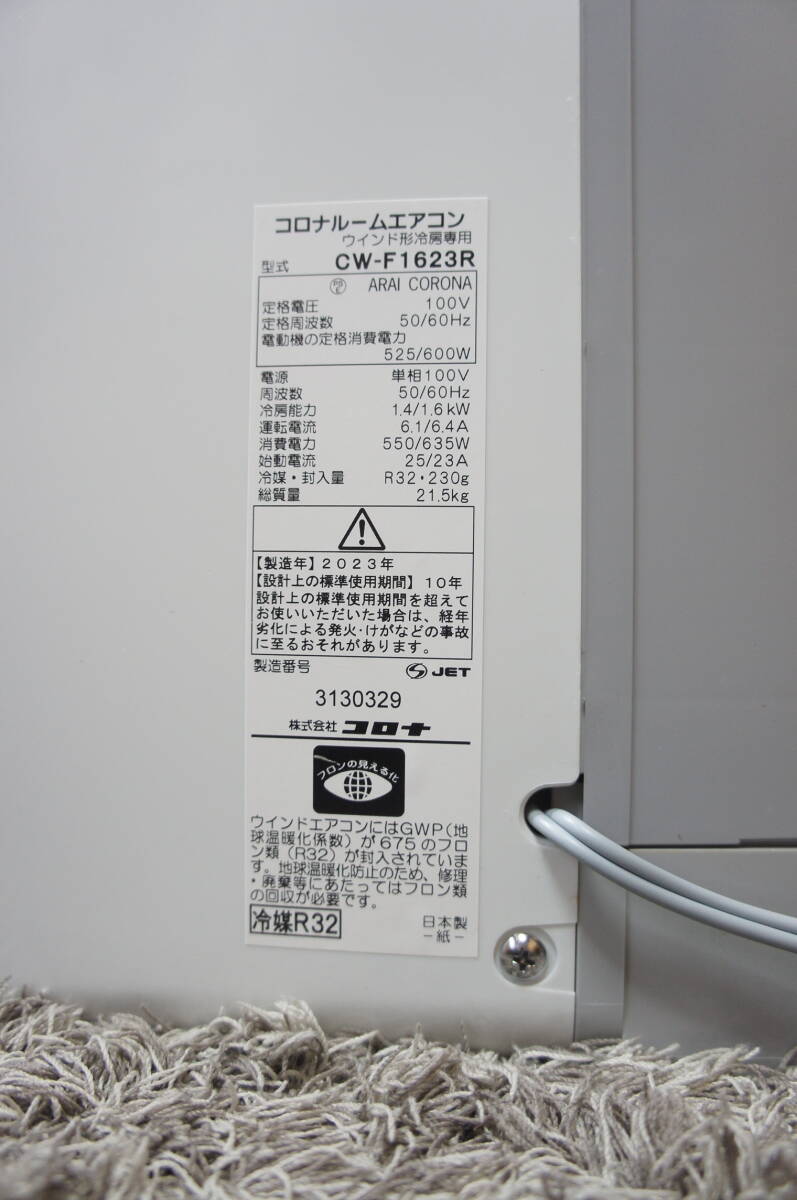 コロナルームエアコン
ウインド形冷房専用
型式 CW-F1623R
PS E ARAI CORONA
定格電圧 100V
定格周波数 50/60Hz
電動機の定格消費電力
525/600W
電源 単相100V
周波数 50/60Hz
冷房能力 1.4/1.6kW
運転電流 6.1/6.4A
消費電力 550/635W
始動電流 25/23A
冷媒・封入量 R32・230g
総質量 21.5kg
【製造年】2023年
【設計上の標準使用期間】10年
設計上の標準使用期間を超えて
お使いいただいた場合は、経年
劣化による発火・けがなどの事故
に至るおそれがあります。
製造番号 JET
3130329
株式会社 コロナ
フロンの見える化
ウインドエアコンにはGWP(地
球温暖化係数)が675のフロ
ン類(R32)が封入されていま
す。地球温暖化防止のため、修理
・廃棄等にあたってはフロン類
の回収が必要です。
冷媒R32 日本製
-紙-